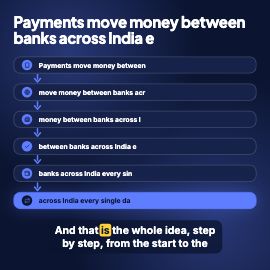 Payments move money between
banks across India e
Payments move money between
move money between banks acr
money between banks across I
between banks across India e
banks across India every sin
across India every single da
And that is the whole idea, step
by step, from the start to the